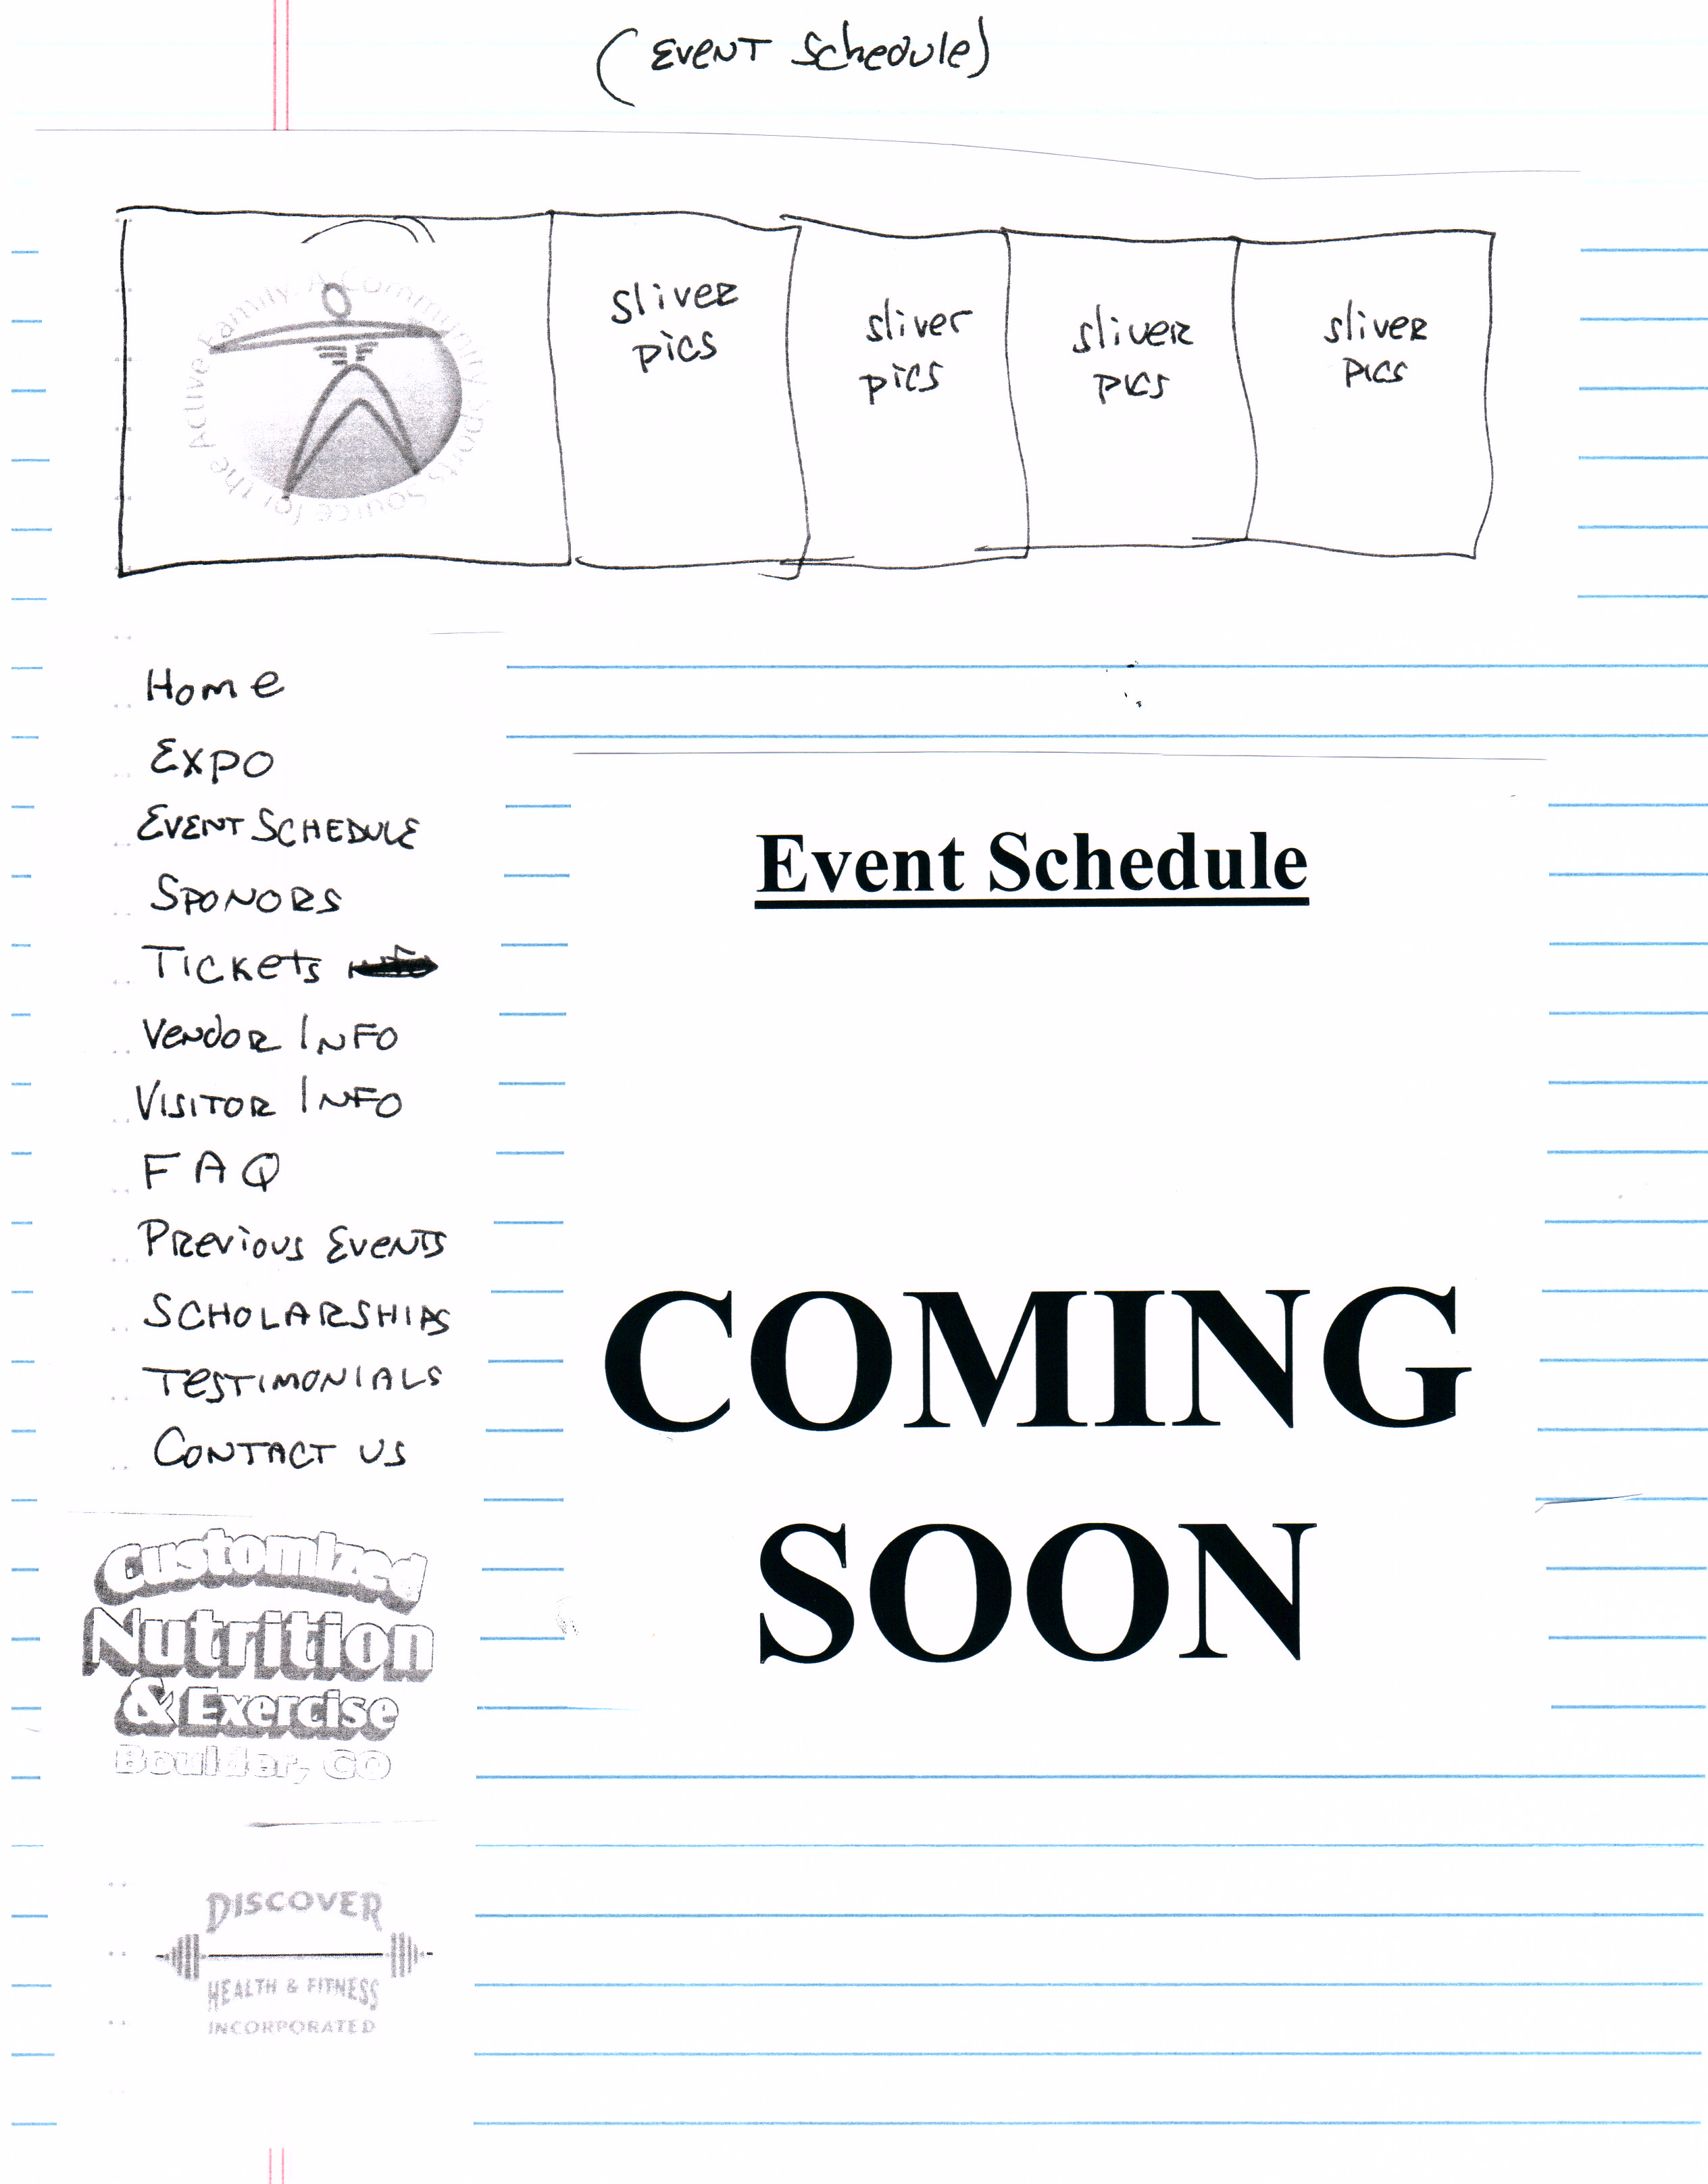 (Event Schedule)
A Community Sports Source for the Active Family
sliver
pics
sliver
pics
sliver
pics
sliver
pics
Home
Expo
Event Schedule
Sponors
Tickets
Vendor Info
Visitor Info
FAQ
Previous Events
Scholarships
Testimonials
Contact us
Event Schedule
COMING
SOON
Customized
Nutrition
& Exercise
Boulder, CO
DISCOVER
HEALTH & FITNESS
INCORPORATED